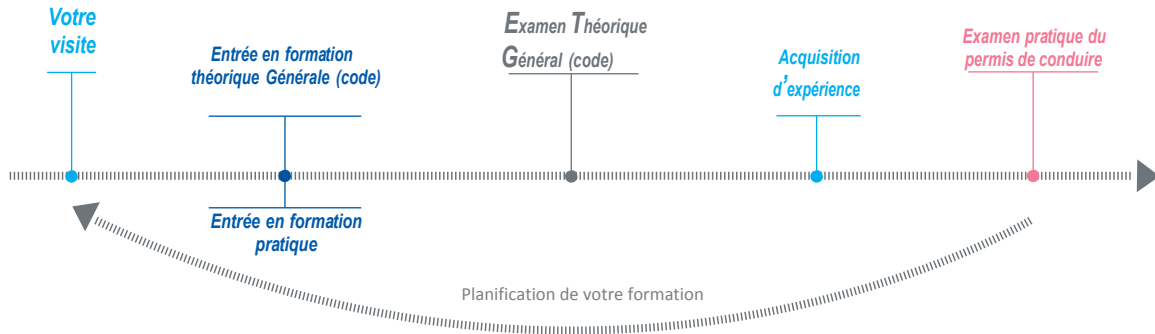 Votre
visite
Entrée en formation
théorique Générale (code)
Examen Théorique
Général (code)
Acquisition
d'expérience
Examen pratique du
permis de conduire
Entrée en formation
pratique
Planification de votre formation